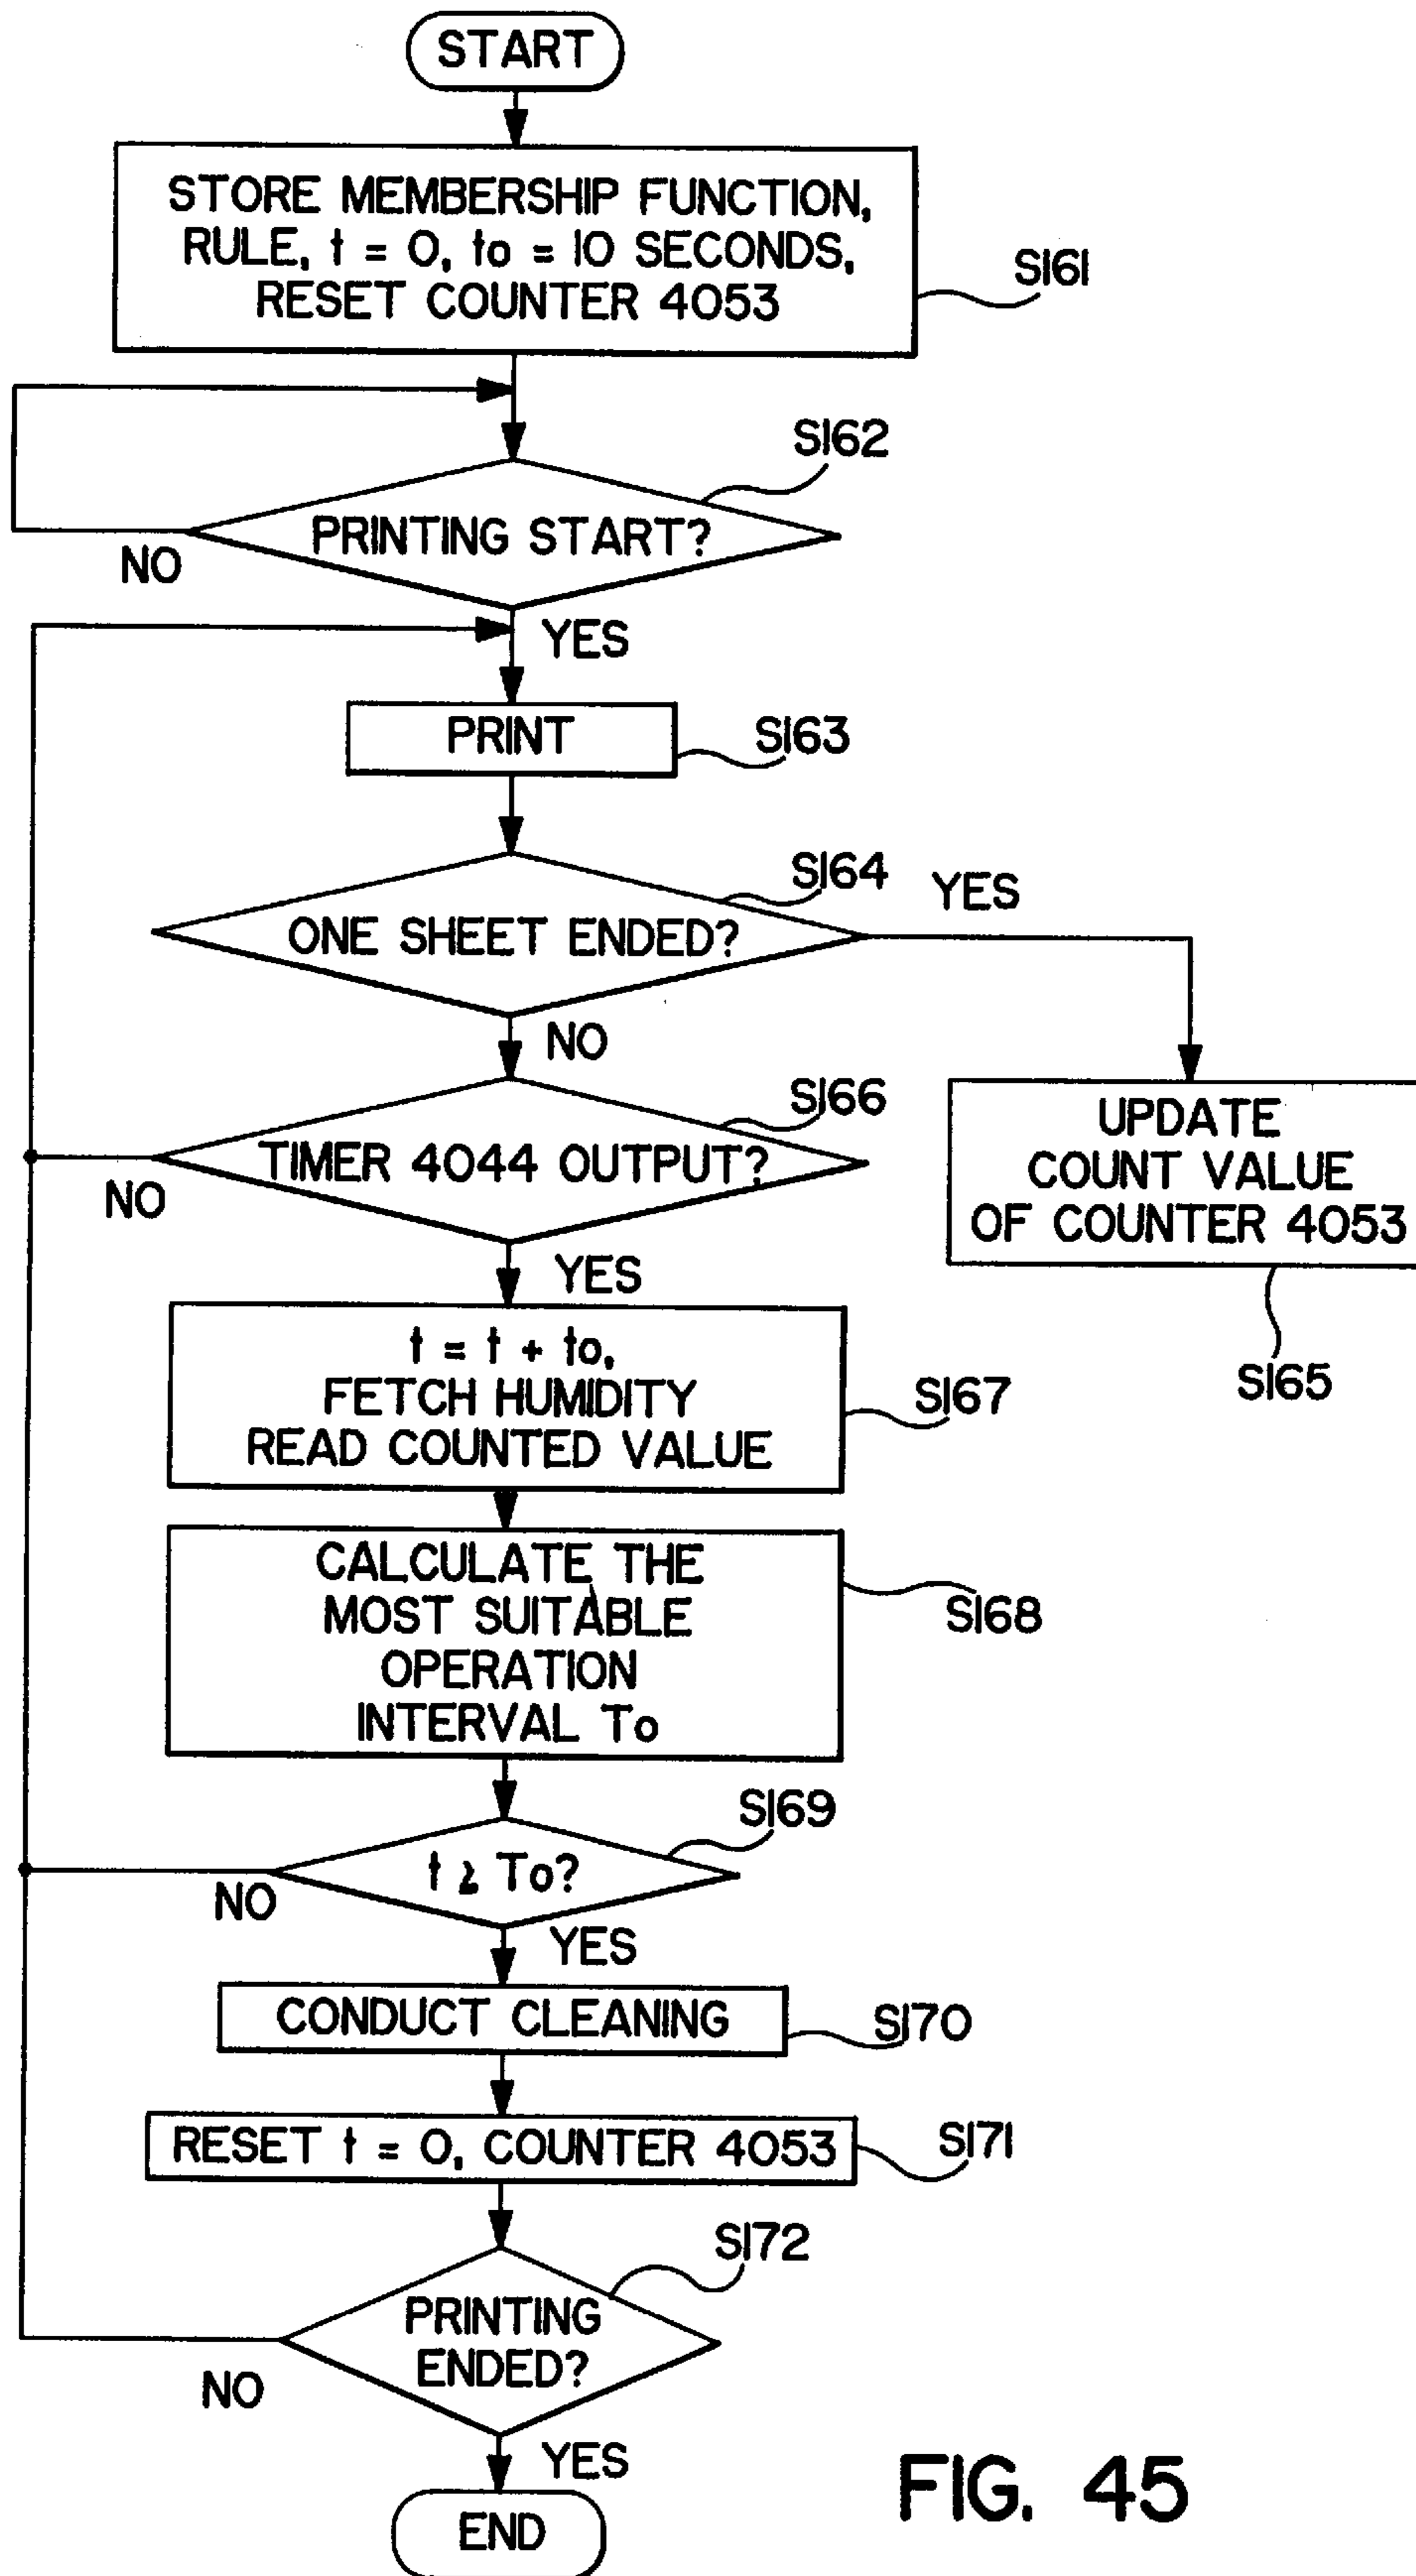 START
STORE MEMBERSHIP FUNCTION,
RULE, t = 0, to = 10 SECONDS,
RESET COUNTER 4053
S161
S162
PRINTING START?
NO
YES
PRINT
S163
S164
YES
ONE SHEET ENDED?
NO
S166
TIMER 4044 OUTPUT?
NO
UPDATE
COUNT VALUE
OF COUNTER 4053
S165
YES
t = t + to,
FETCH HUMIDITY
READ COUNTED VALUE
S167
CALCULATE THE
MOST SUITABLE
OPERATION
INTERVAL To
S168
S169
t ≥ To?
NO
YES
CONDUCT CLEANING
S170
RESET t = 0, COUNTER 4053
S171
S172
PRINTING
ENDED?
NO
YES
END
FIG. 45